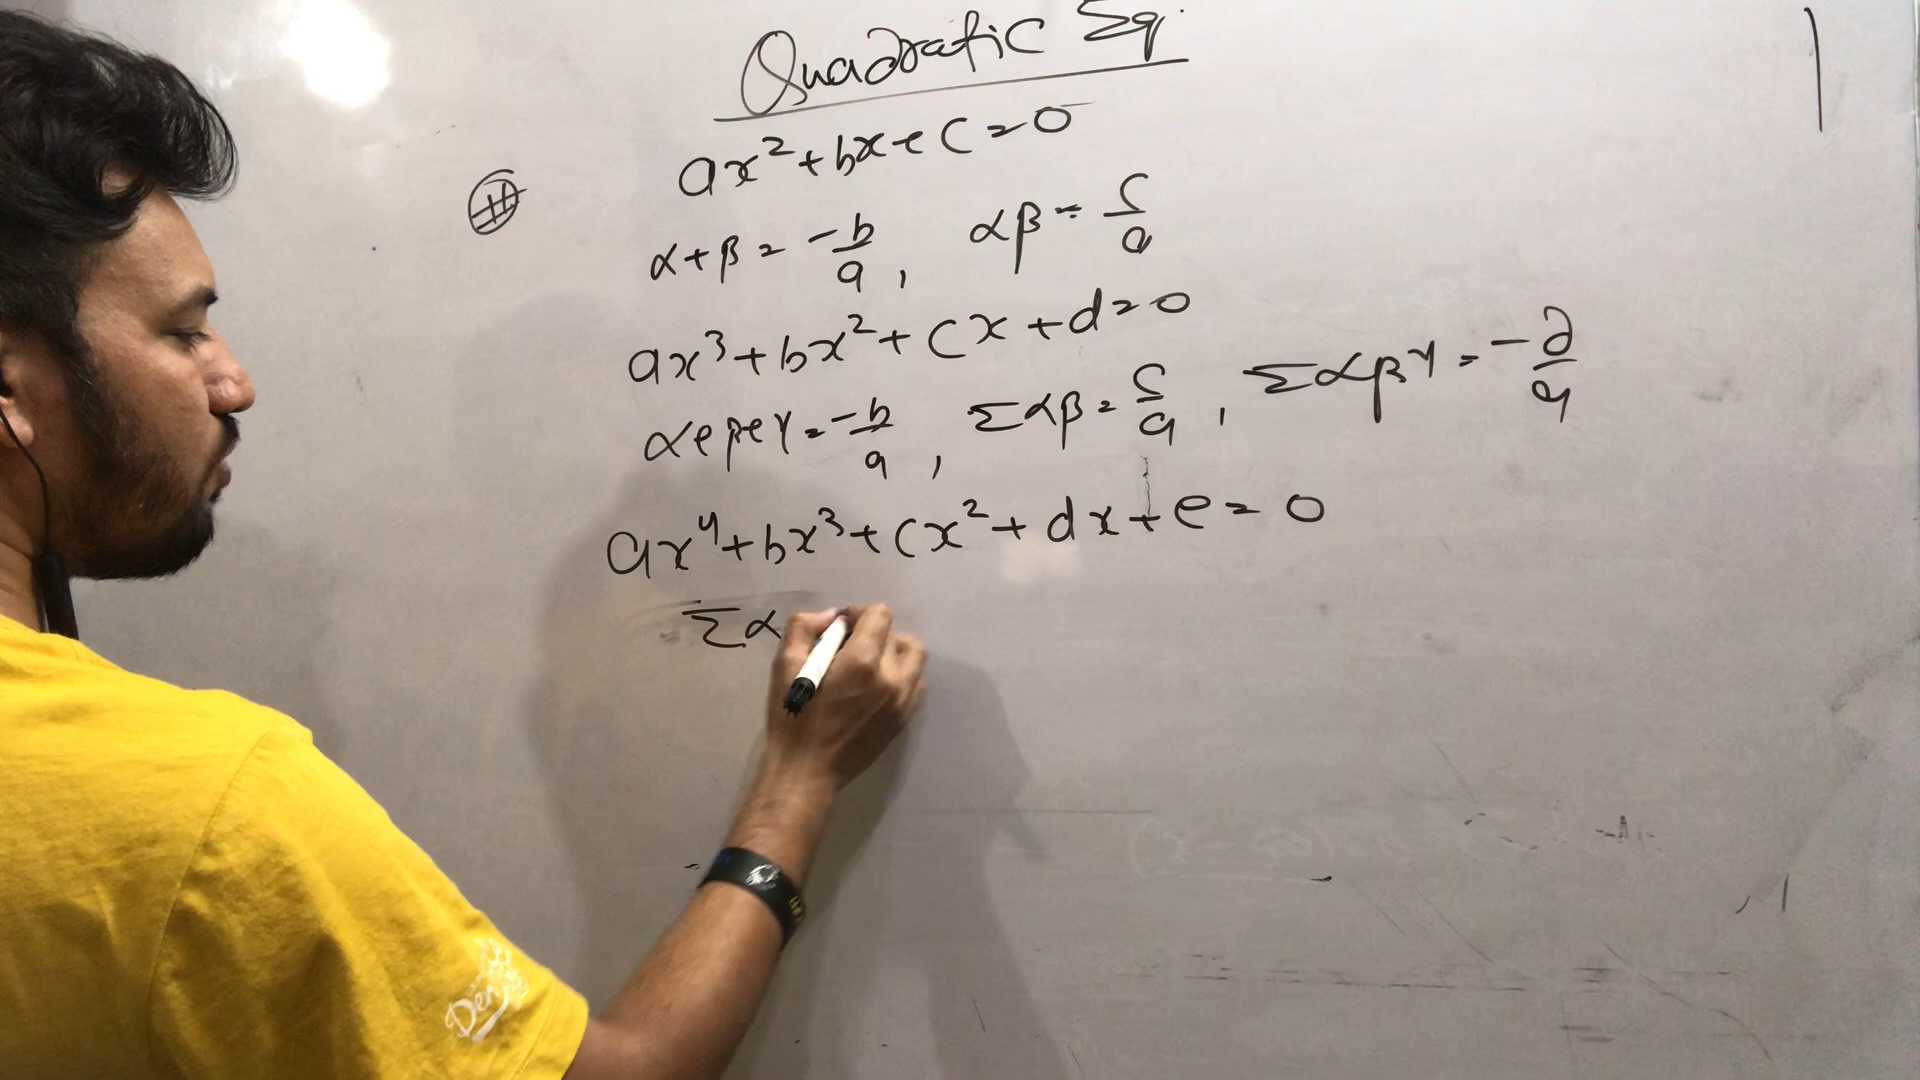 Quadratic Eq.
ax²+bx+c=0
α+β = -b/a, αβ = c/a
ax³+bx²+cx+d=0
α+β+γ = -b/a, Σαβ = c/a, Σαβγ = -d/a
ax⁴+bx³+cx²+dx+e=0
Σα